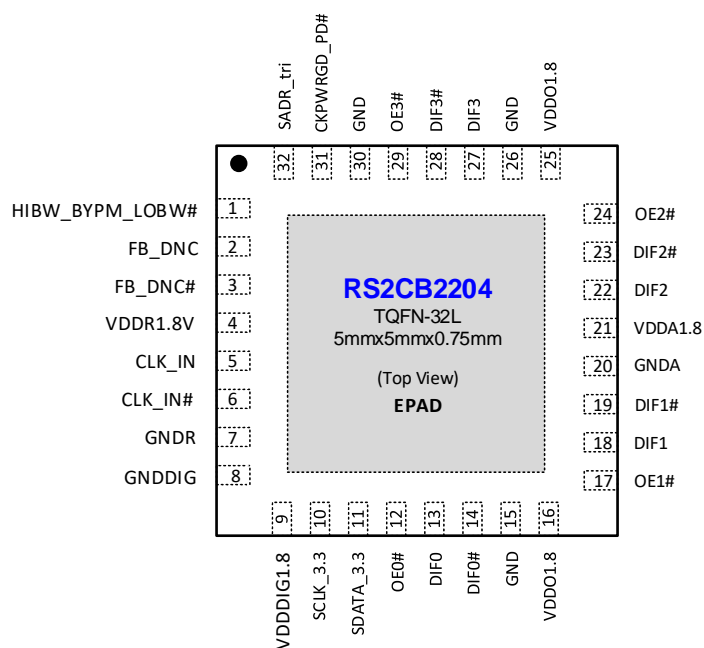 SADR_tri
CKPWRGD_PD#
GND
OE3#
DIF3#
DIF3
GND
VDDO1.8
32
31
30
29
28
27
26
25
HIBW_BYPM_LOBW# 1
FB_DNC 2
FB_DNC# 3
VDDR1.8V 4
CLK_IN 5
CLK_IN# 6
GNDR 7
GNDDIG 8
RS2CB2204
TQFN-32L
5mmx5mmx0.75mm
(Top View)
EPAD
24 OE2#
23 DIF2#
22 DIF2
21 VDDA1.8
20 GNDA
19 DIF1#
18 DIF1
17 OE1#
9
10
11
12
13
14
15
16
VDDDIG1.8
SCLK_3.3
SDATA_3.3
OE0#
DIF0
DIF0#
GND
VDDO1.8